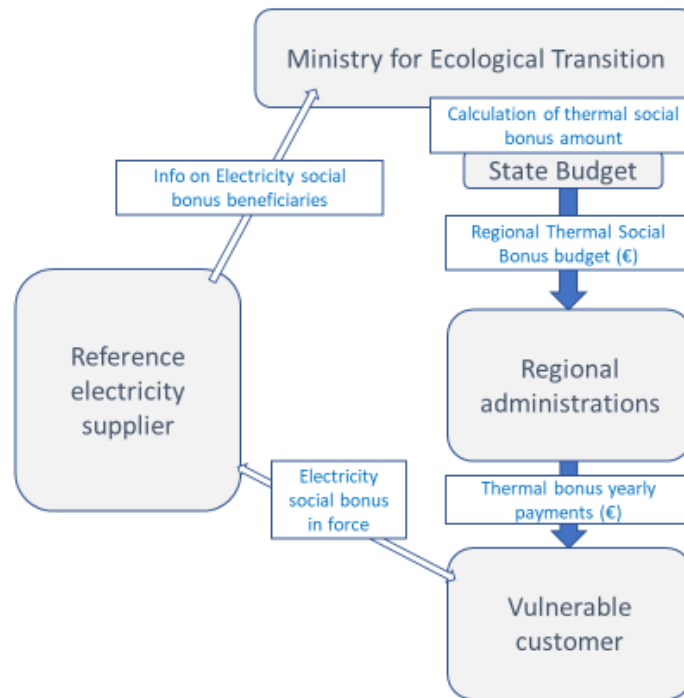 Ministry for Ecological Transition
Calculation of thermal social
bonus amount
State Budget
Info on Electricity social
bonus beneficiaries
Regional Thermal Social
Bonus budget (€)
Reference
electricity
supplier
Regional
administrations
Electricity
social bonus
in force
Thermal bonus yearly
payments (€)
Vulnerable
customer